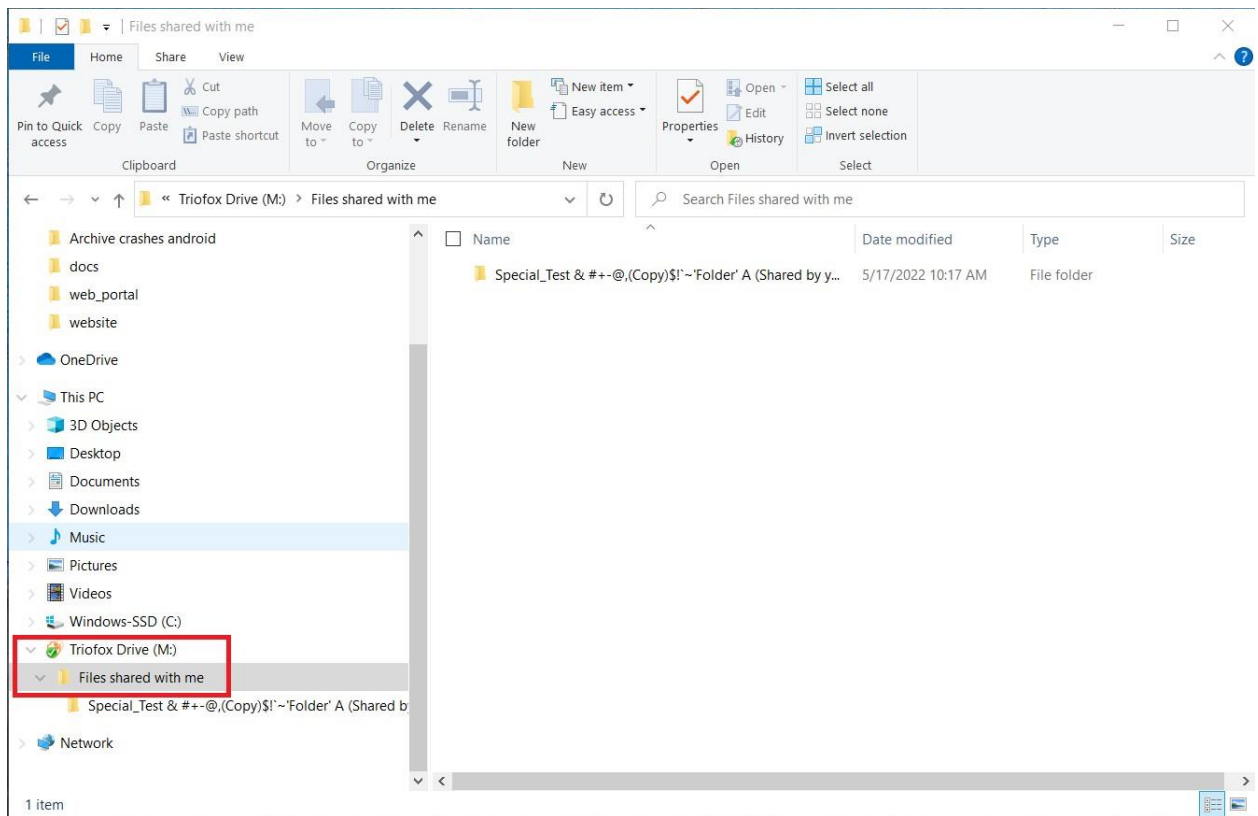 Files shared with me
File Home Share View
Pin to Quick access
Copy
Paste
Cut
Copy path
Paste shortcut
Move to
Copy to
Delete
Rename
New folder
New item
Easy access
Properties
Open
Edit
History
Select all
Select none
Invert selection
Clipboard Organize New Open Select
« Triofox Drive (M:) > Files shared with me
Search Files shared with me
Archive crashes android
docs
web_portal
website
OneDrive
This PC
3D Objects
Desktop
Documents
Downloads
Music
Pictures
Videos
Windows-SSD (C:)
Triofox Drive (M:)
Files shared with me
Special_Test & #+-@,(Copy)$!`~'Folder' A (Shared b
Network
Name Date modified Type Size
Special_Test & #+-@,(Copy)$!`~'Folder' A (Shared by y... 5/17/2022 10:17 AM File folder
1 item